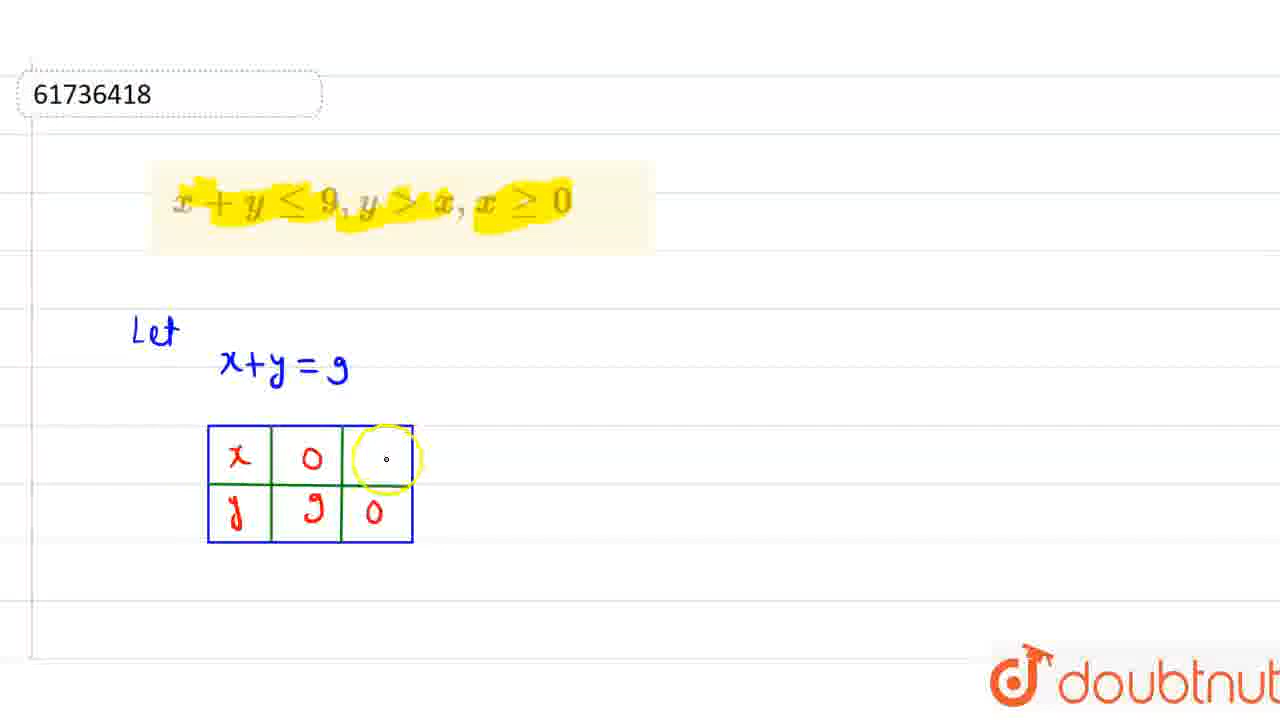 61736418
x + y ≤ 9, y > x, x ≥ 0
Let
x+y = 9
x 0
y 9 0
doubtnut